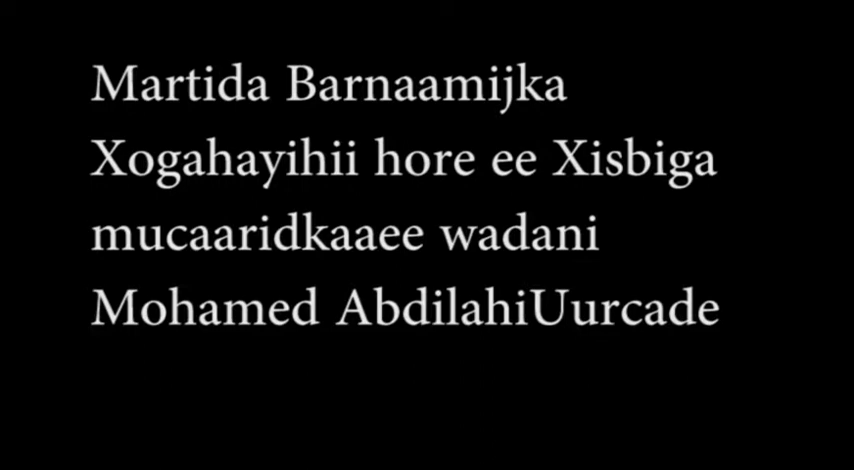 Martida Barnaamijka
Xogahayihii hore ee Xisbiga
mucaaridkaaee wadani
Mohamed AbdilahiUurcade